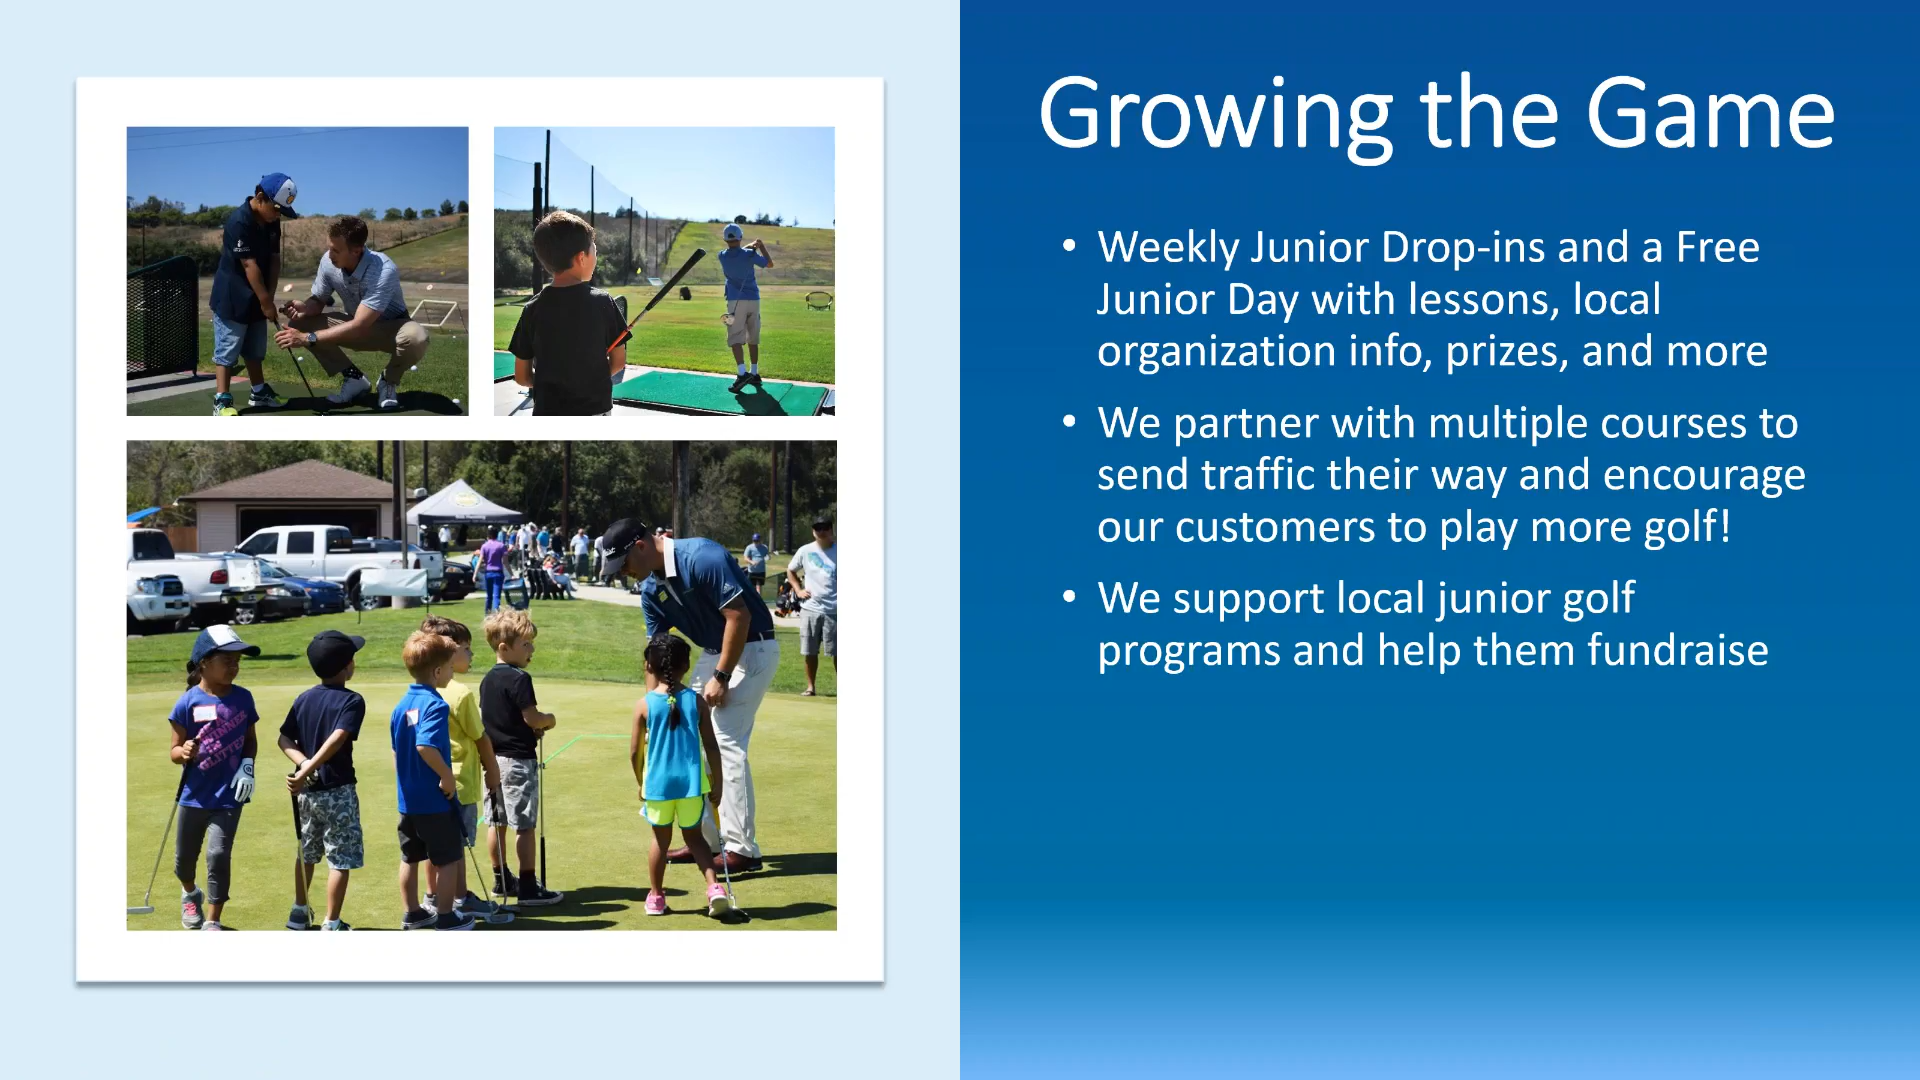 Growing the Game
• Weekly Junior Drop-ins and a Free
Junior Day with lessons, local
organization info, prizes, and more
• We partner with multiple courses to
send traffic their way and encourage
our customers to play more golf!
• We support local junior golf
programs and help them fundraise